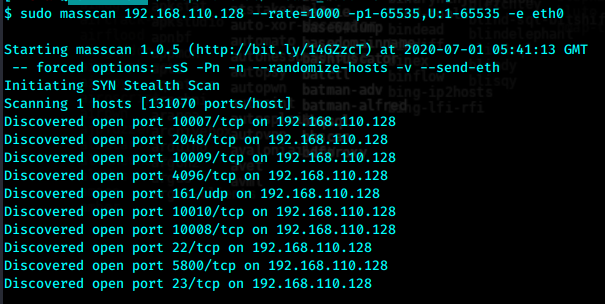 $ sudo masscan 192.168.110.128 --rate=1000 -p1-65535,U:1-65535 -e eth0
Starting masscan 1.0.5 (http://bit.ly/14GZzcT) at 2020-07-01 05:41:13 GMT
-- forced options: -sS -Pn -n --randomize-hosts -v --send-eth
Initiating SYN Stealth Scan
Scanning 1 hosts [131070 ports/host]
Discovered open port 10007/tcp on 192.168.110.128
Discovered open port 2048/tcp on 192.168.110.128
Discovered open port 10009/tcp on 192.168.110.128
Discovered open port 4096/tcp on 192.168.110.128
Discovered open port 161/udp on 192.168.110.128
Discovered open port 10010/tcp on 192.168.110.128
Discovered open port 10008/tcp on 192.168.110.128
Discovered open port 22/tcp on 192.168.110.128
Discovered open port 5800/tcp on 192.168.110.128
Discovered open port 23/tcp on 192.168.110.128